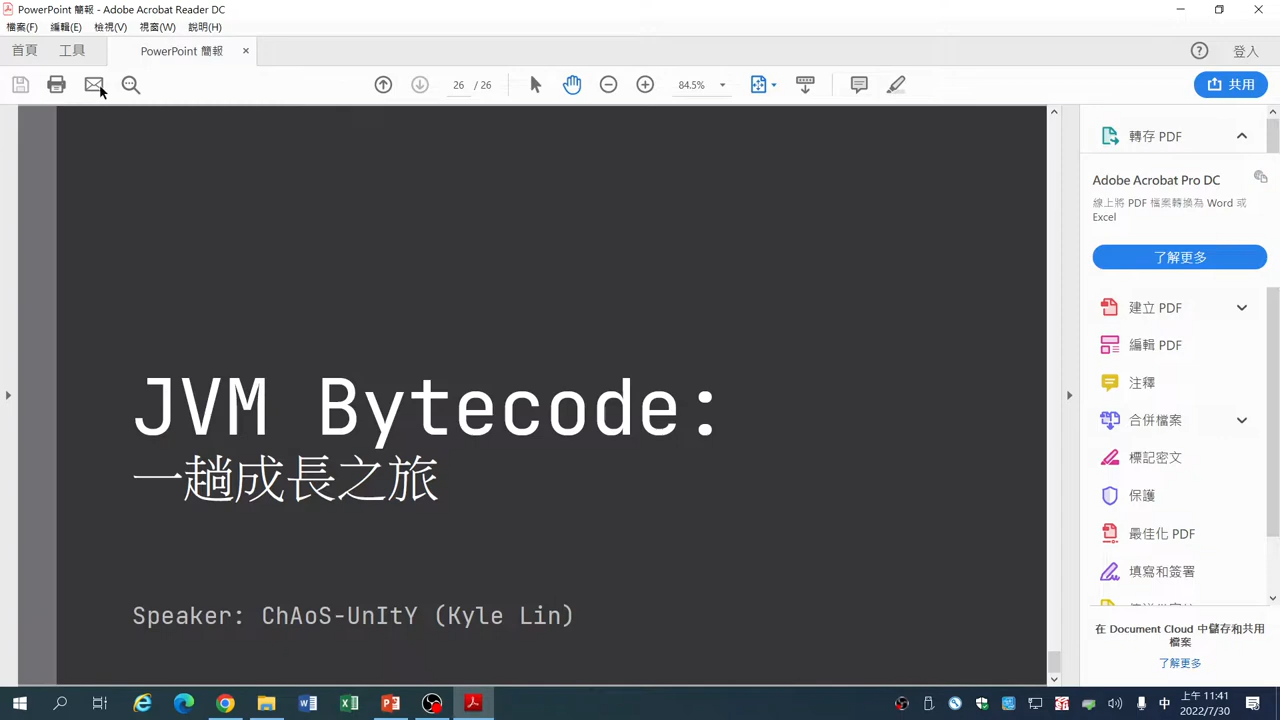 PowerPoint 簡報 - Adobe Acrobat Reader DC
檔案(F) 編輯(E) 檢視(V) 視窗(W) 說明(H)
首頁 工具 PowerPoint 簡報 × 登入
26 / 26 84.5% 共用
轉存 PDF
Adobe Acrobat Pro DC
線上將 PDF 檔案轉換為 Word 或
Excel
了解更多
建立 PDF
編輯 PDF
注釋
合併檔案
標記密文
保護
最佳化 PDF
填寫和簽署
在 Document Cloud 中儲存和共用
檔案
了解更多
JVM Bytecode:
一趟成長之旅
Speaker: ChAoS-UnItY (Kyle Lin)
中 上午 11:41
2022/7/30